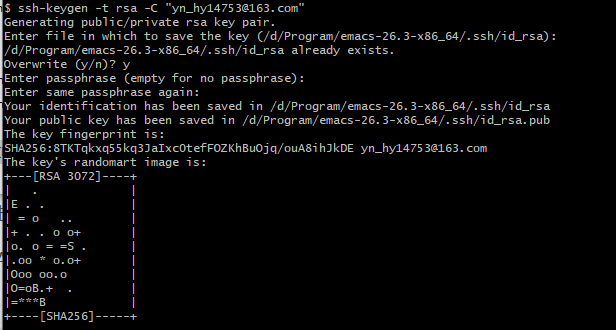 $ ssh-keygen -t rsa -C "yn_hy14753@163.com"
Generating public/private rsa key pair.
Enter file in which to save the key (/d/Program/emacs-26.3-x86_64/.ssh/id_rsa):
/d/Program/emacs-26.3-x86_64/.ssh/id_rsa already exists.
Overwrite (y/n)? y
Enter passphrase (empty for no passphrase):
Enter same passphrase again:
Your identification has been saved in /d/Program/emacs-26.3-x86_64/.ssh/id_rsa
Your public key has been saved in /d/Program/emacs-26.3-x86_64/.ssh/id_rsa.pub
The key fingerprint is:
SHA256:8TKTqkxq55kq3JaIxcOtefFOZKhBuOjq/ouA8ihJkDE yn_hy14753@163.com
The key's randomart image is:
+---[RSA 3072]----+
|   .             |
|E . .            |
| = o   ..        |
|+ . . o o+       |
|o. o = =S .      |
|.oo * o.o+       |
|Ooo oo.o         |
|O=oB.+  .        |
|=***B            |
+----[SHA256]-----+